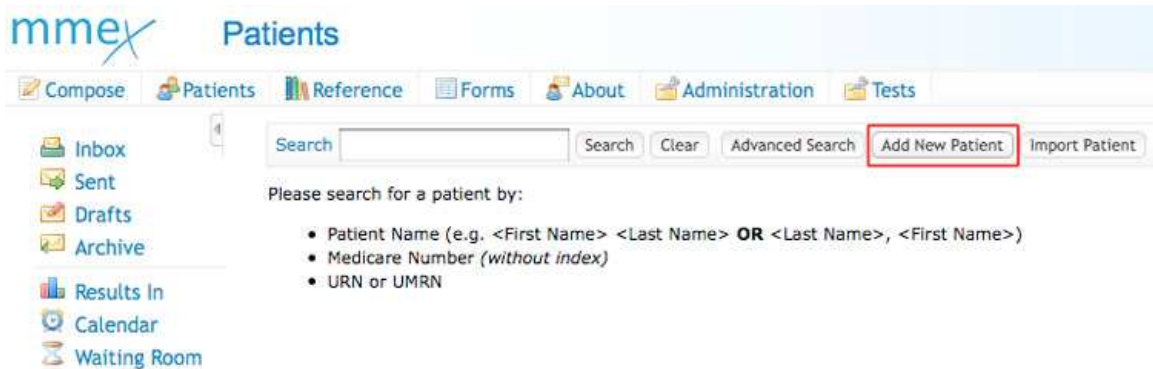 mmex Patients
Compose Patients Reference Forms About Administration Tests
Search Search Clear Advanced Search Add New Patient Import Patient
Inbox
Sent
Drafts
Archive
Results In
Calendar
Waiting Room
Please search for a patient by:
• Patient Name (e.g. <First Name> <Last Name> OR <Last Name>, <First Name>)
• Medicare Number (without index)
• URN or UMRN